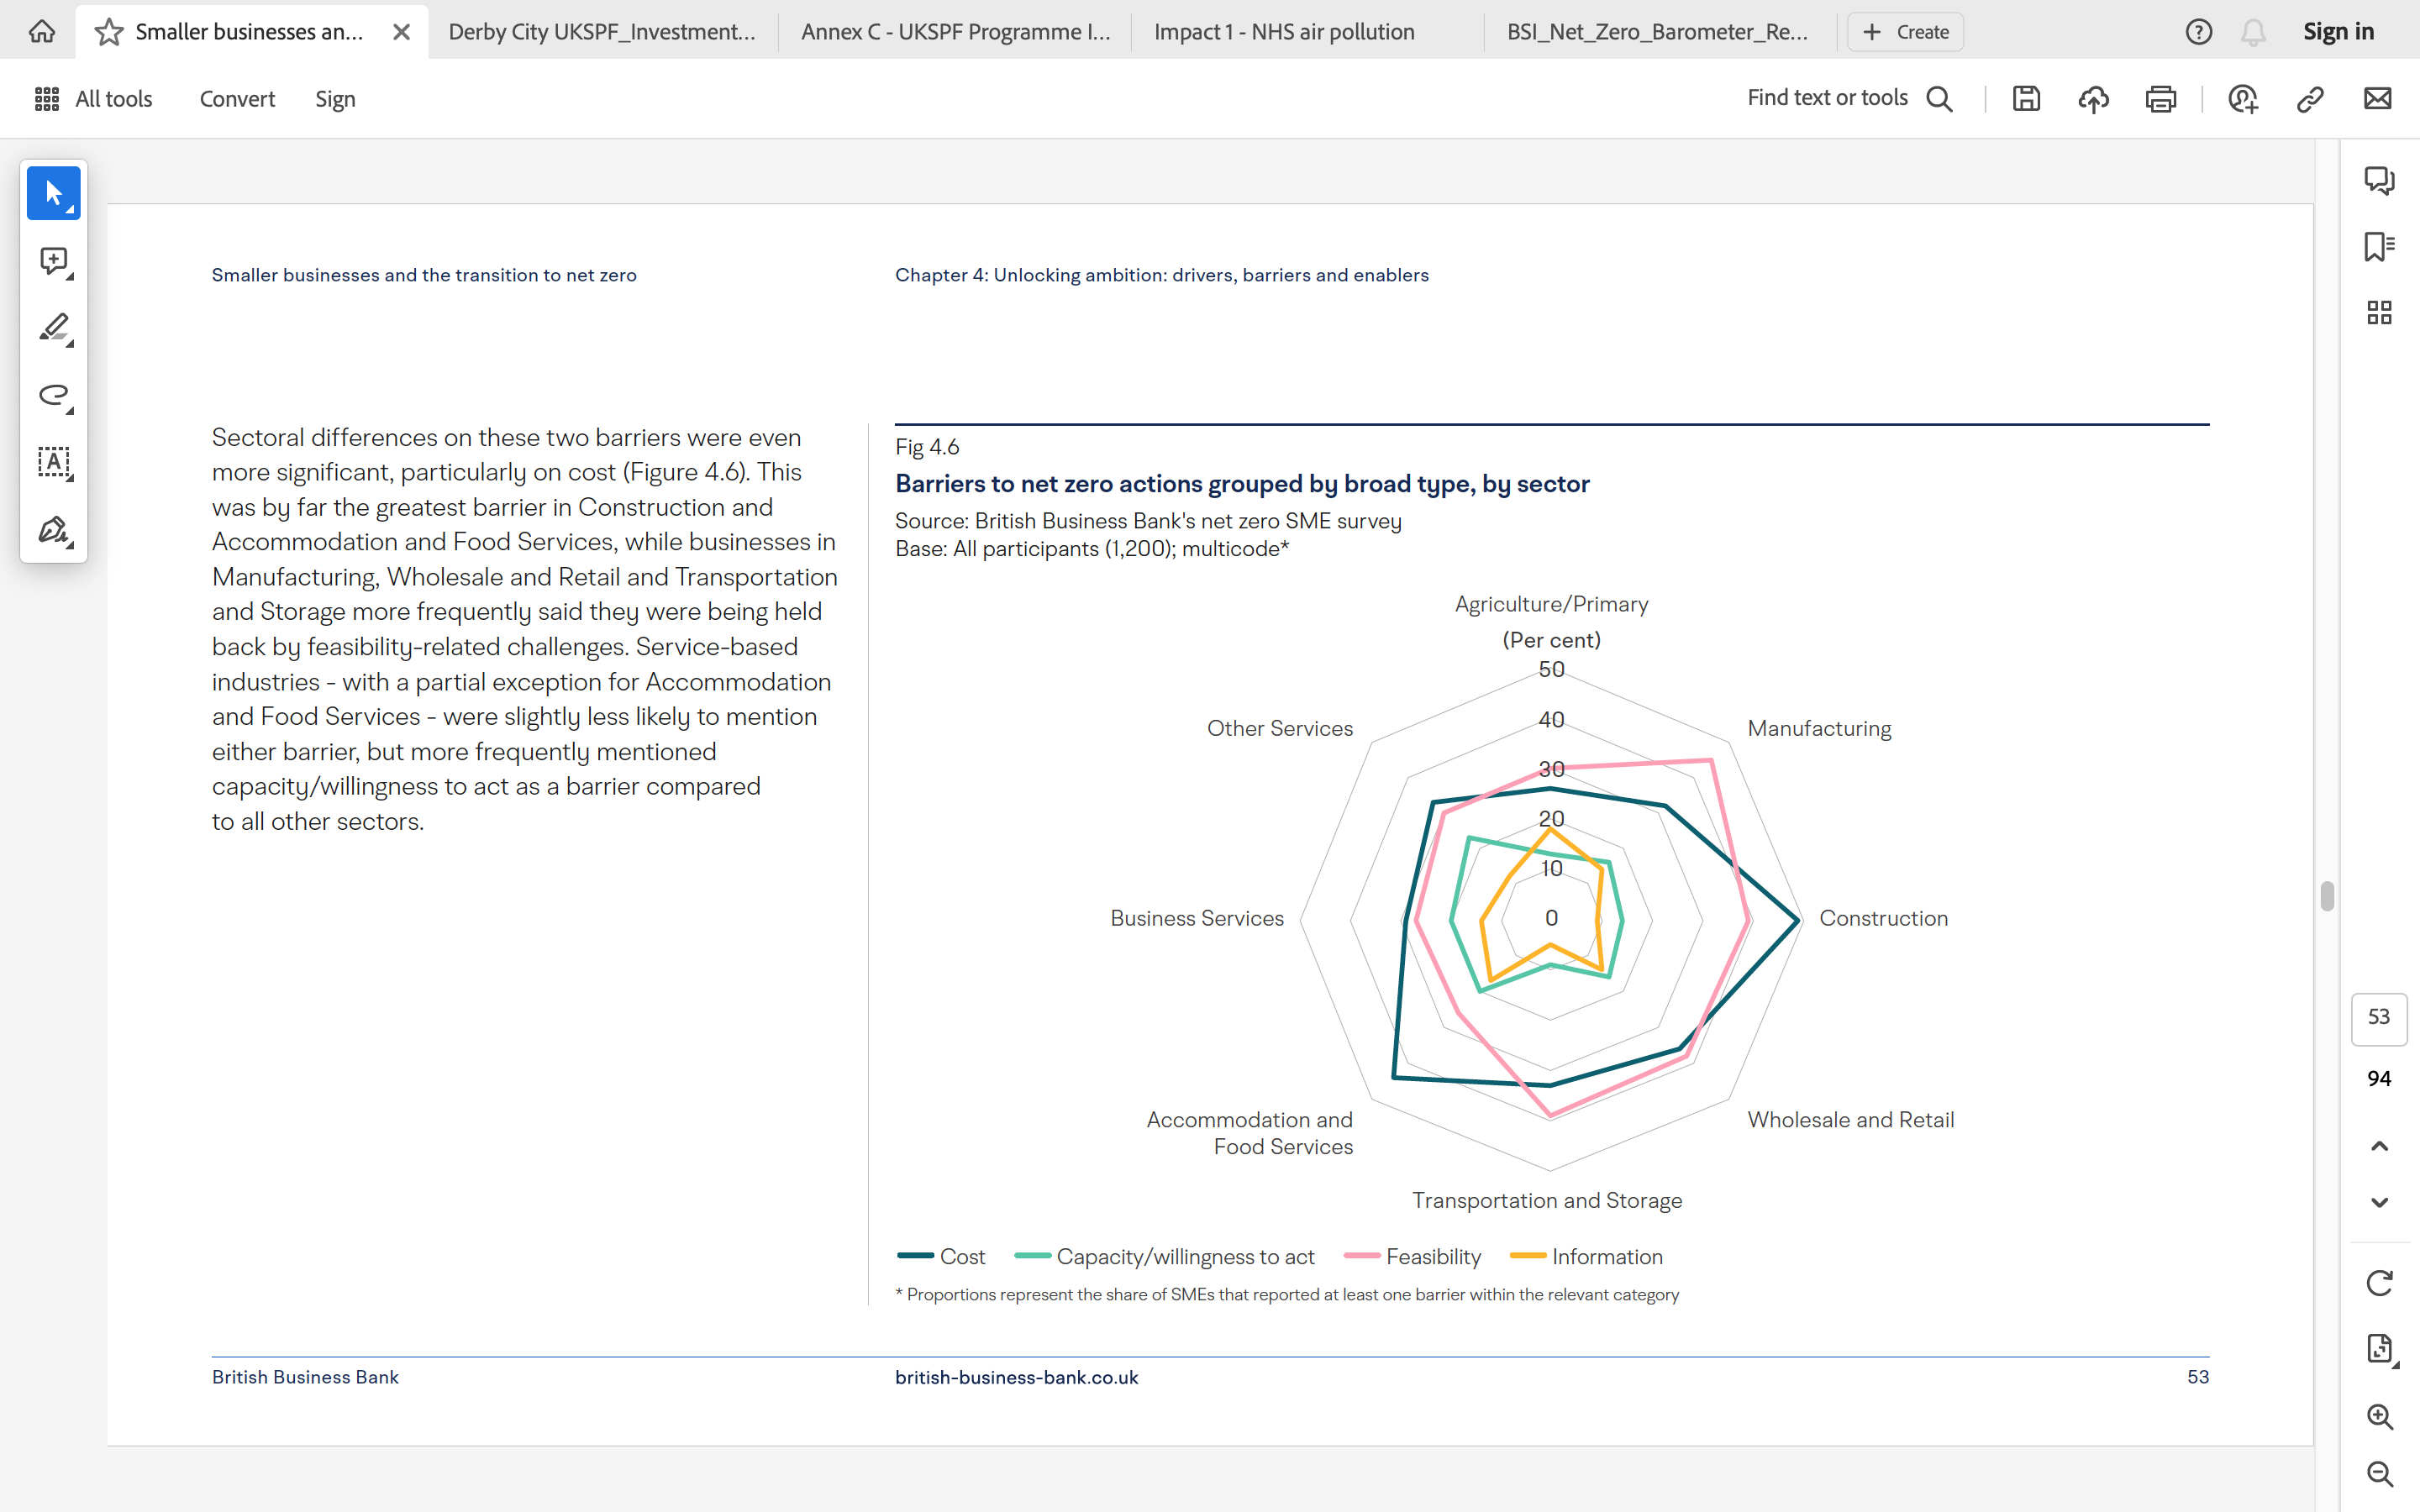 Smaller businesses an...
Derby City UKSPF_Investment...
Annex C - UKSPF Programme I...
Impact 1 - NHS air pollution
BSI_Net_Zero_Barometer_Re...
Create
Sign in
All tools
Convert
Sign
Find text or tools
Smaller businesses and the transition to net zero
Chapter 4: Unlocking ambition: drivers, barriers and enablers
Sectoral differences on these two barriers were even
more significant, particularly on cost (Figure 4.6). This
was by far the greatest barrier in Construction and
Accommodation and Food Services, while businesses in
Manufacturing, Wholesale and Retail and Transportation
and Storage more frequently said they were being held
back by feasibility-related challenges. Service-based
industries - with a partial exception for Accommodation
and Food Services - were slightly less likely to mention
either barrier, but more frequently mentioned
capacity/willingness to act as a barrier compared
to all other sectors.
Fig 4.6
Barriers to net zero actions grouped by broad type, by sector
Source: British Business Bank's net zero SME survey
Base: All participants (1,200); multicode*
Agriculture/Primary
(Per cent)
50
40
30
20
10
0
Other Services
Manufacturing
Business Services
Construction
Accommodation and
Food Services
Wholesale and Retail
Transportation and Storage
Cost
Capacity/willingness to act
Feasibility
Information
* Proportions represent the share of SMEs that reported at least one barrier within the relevant category
British Business Bank
british-business-bank.co.uk
53
53
94